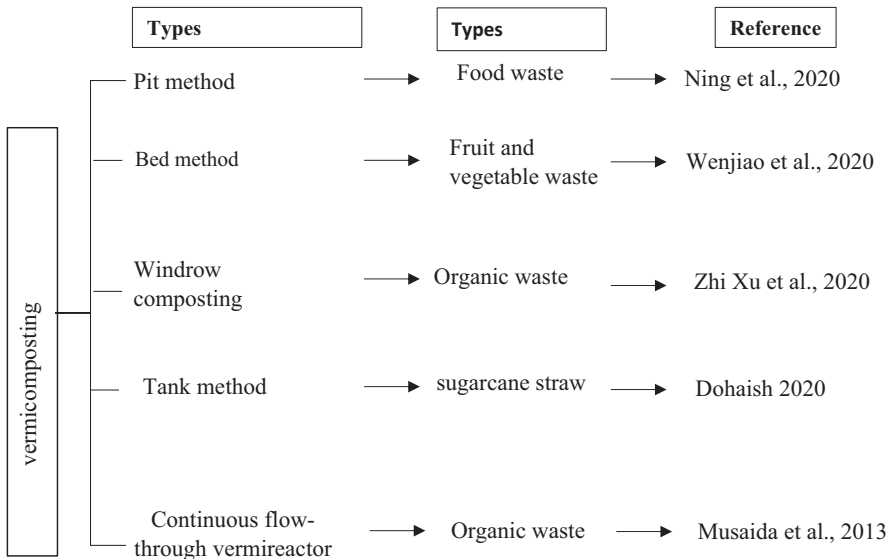 Types
Types
Reference
Pit method
Food waste
Ning et al., 2020
Bed method
Fruit and
vegetable waste
Wenjiao et al., 2020
Windrow
composting
Organic waste
Zhi Xu et al., 2020
Tank method
sugarcane straw
Dohaish 2020
Continuous flow-
through vermireactor
Organic waste
Musaida et al., 2013
vermicomposting